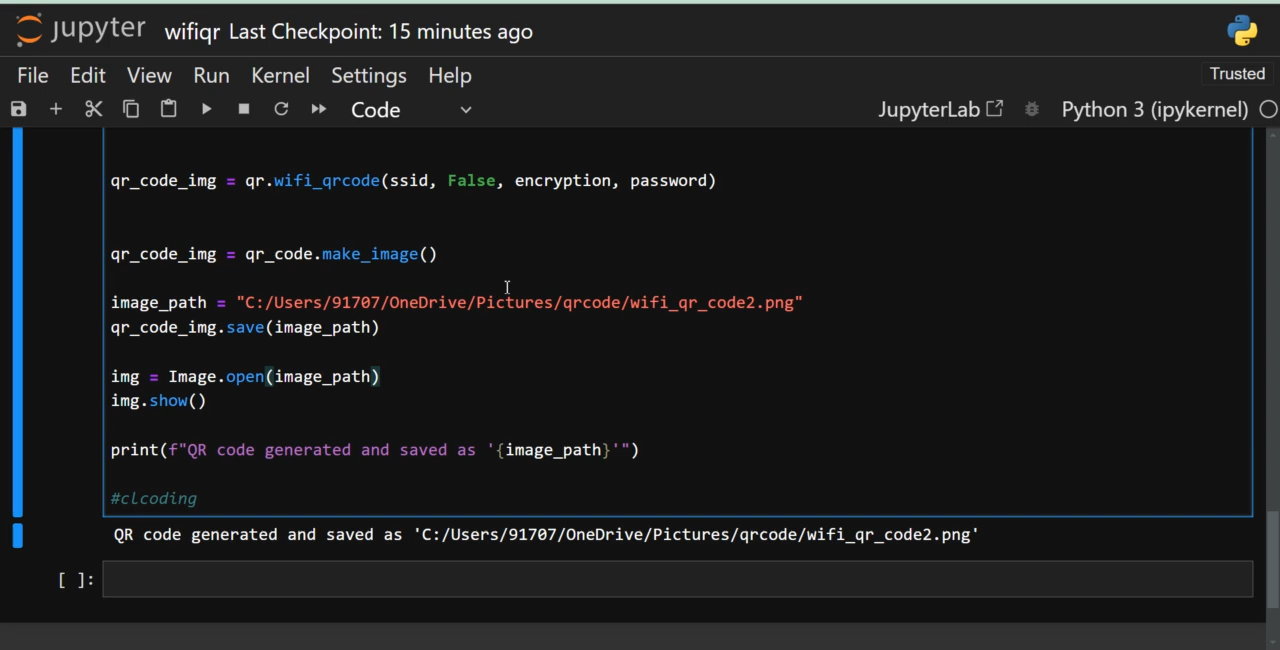 jupyter wifiqr Last Checkpoint: 15 minutes ago
File Edit View Run Kernel Settings Help
Trusted
Code
JupyterLab
Python 3 (ipykernel)
qr_code_img = qr.wifi_qrcode(ssid, False, encryption, password)
qr_code_img = qr_code.make_image()
image_path = "C:/Users/91707/OneDrive/Pictures/qrcode/wifi_qr_code2.png"
qr_code_img.save(image_path)
img = Image.open(image_path)
img.show()
print(f"QR code generated and saved as '{image_path}'")
#clcoding
QR code generated and saved as 'C:/Users/91707/OneDrive/Pictures/qrcode/wifi_qr_code2.png'
[ ]: